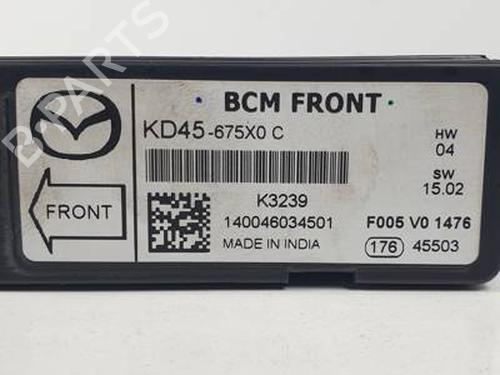 BCM FRONT
KD45-675X0 C
HW
04
SW
15.02
K3239
140046034501
MADE IN INDIA
F005 V0 1476
176 45503
FRONT
B-PARTS